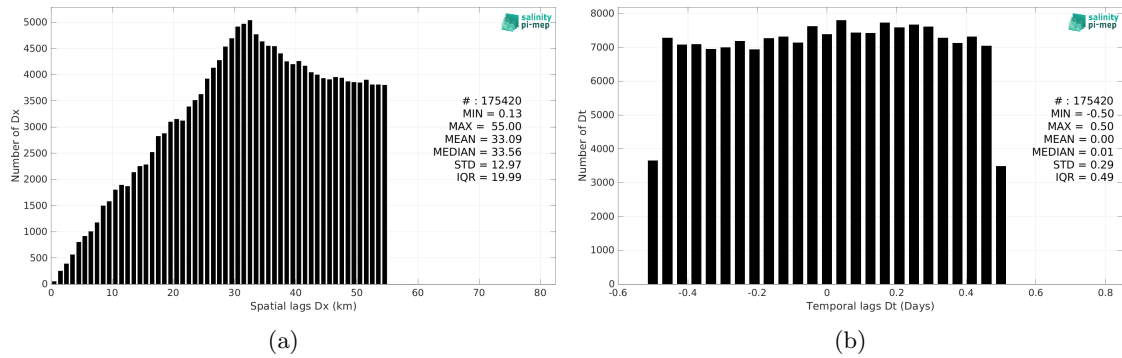 salinity
pi-mep
5000
4500
4000
3500
3000
2500
2000
1500
1000
500
0
Number of Dx
# : 175420
MIN = 0.13
MAX = 55.00
MEAN = 33.09
MEDIAN = 33.56
STD = 12.97
IQR = 19.99
0 10 20 30 40 50 60 70 80
Spatial lags Dx (km)
(a)
salinity
pi-mep
8000
7000
6000
5000
4000
3000
2000
1000
0
Number of Dt
# : 175420
MIN = -0.50
MAX = 0.50
MEAN = 0.00
MEDIAN = 0.01
STD = 0.29
IQR = 0.49
-0.6 -0.4 -0.2 0 0.2 0.4 0.6 0.8
Temporal lags Dt (Days)
(b)